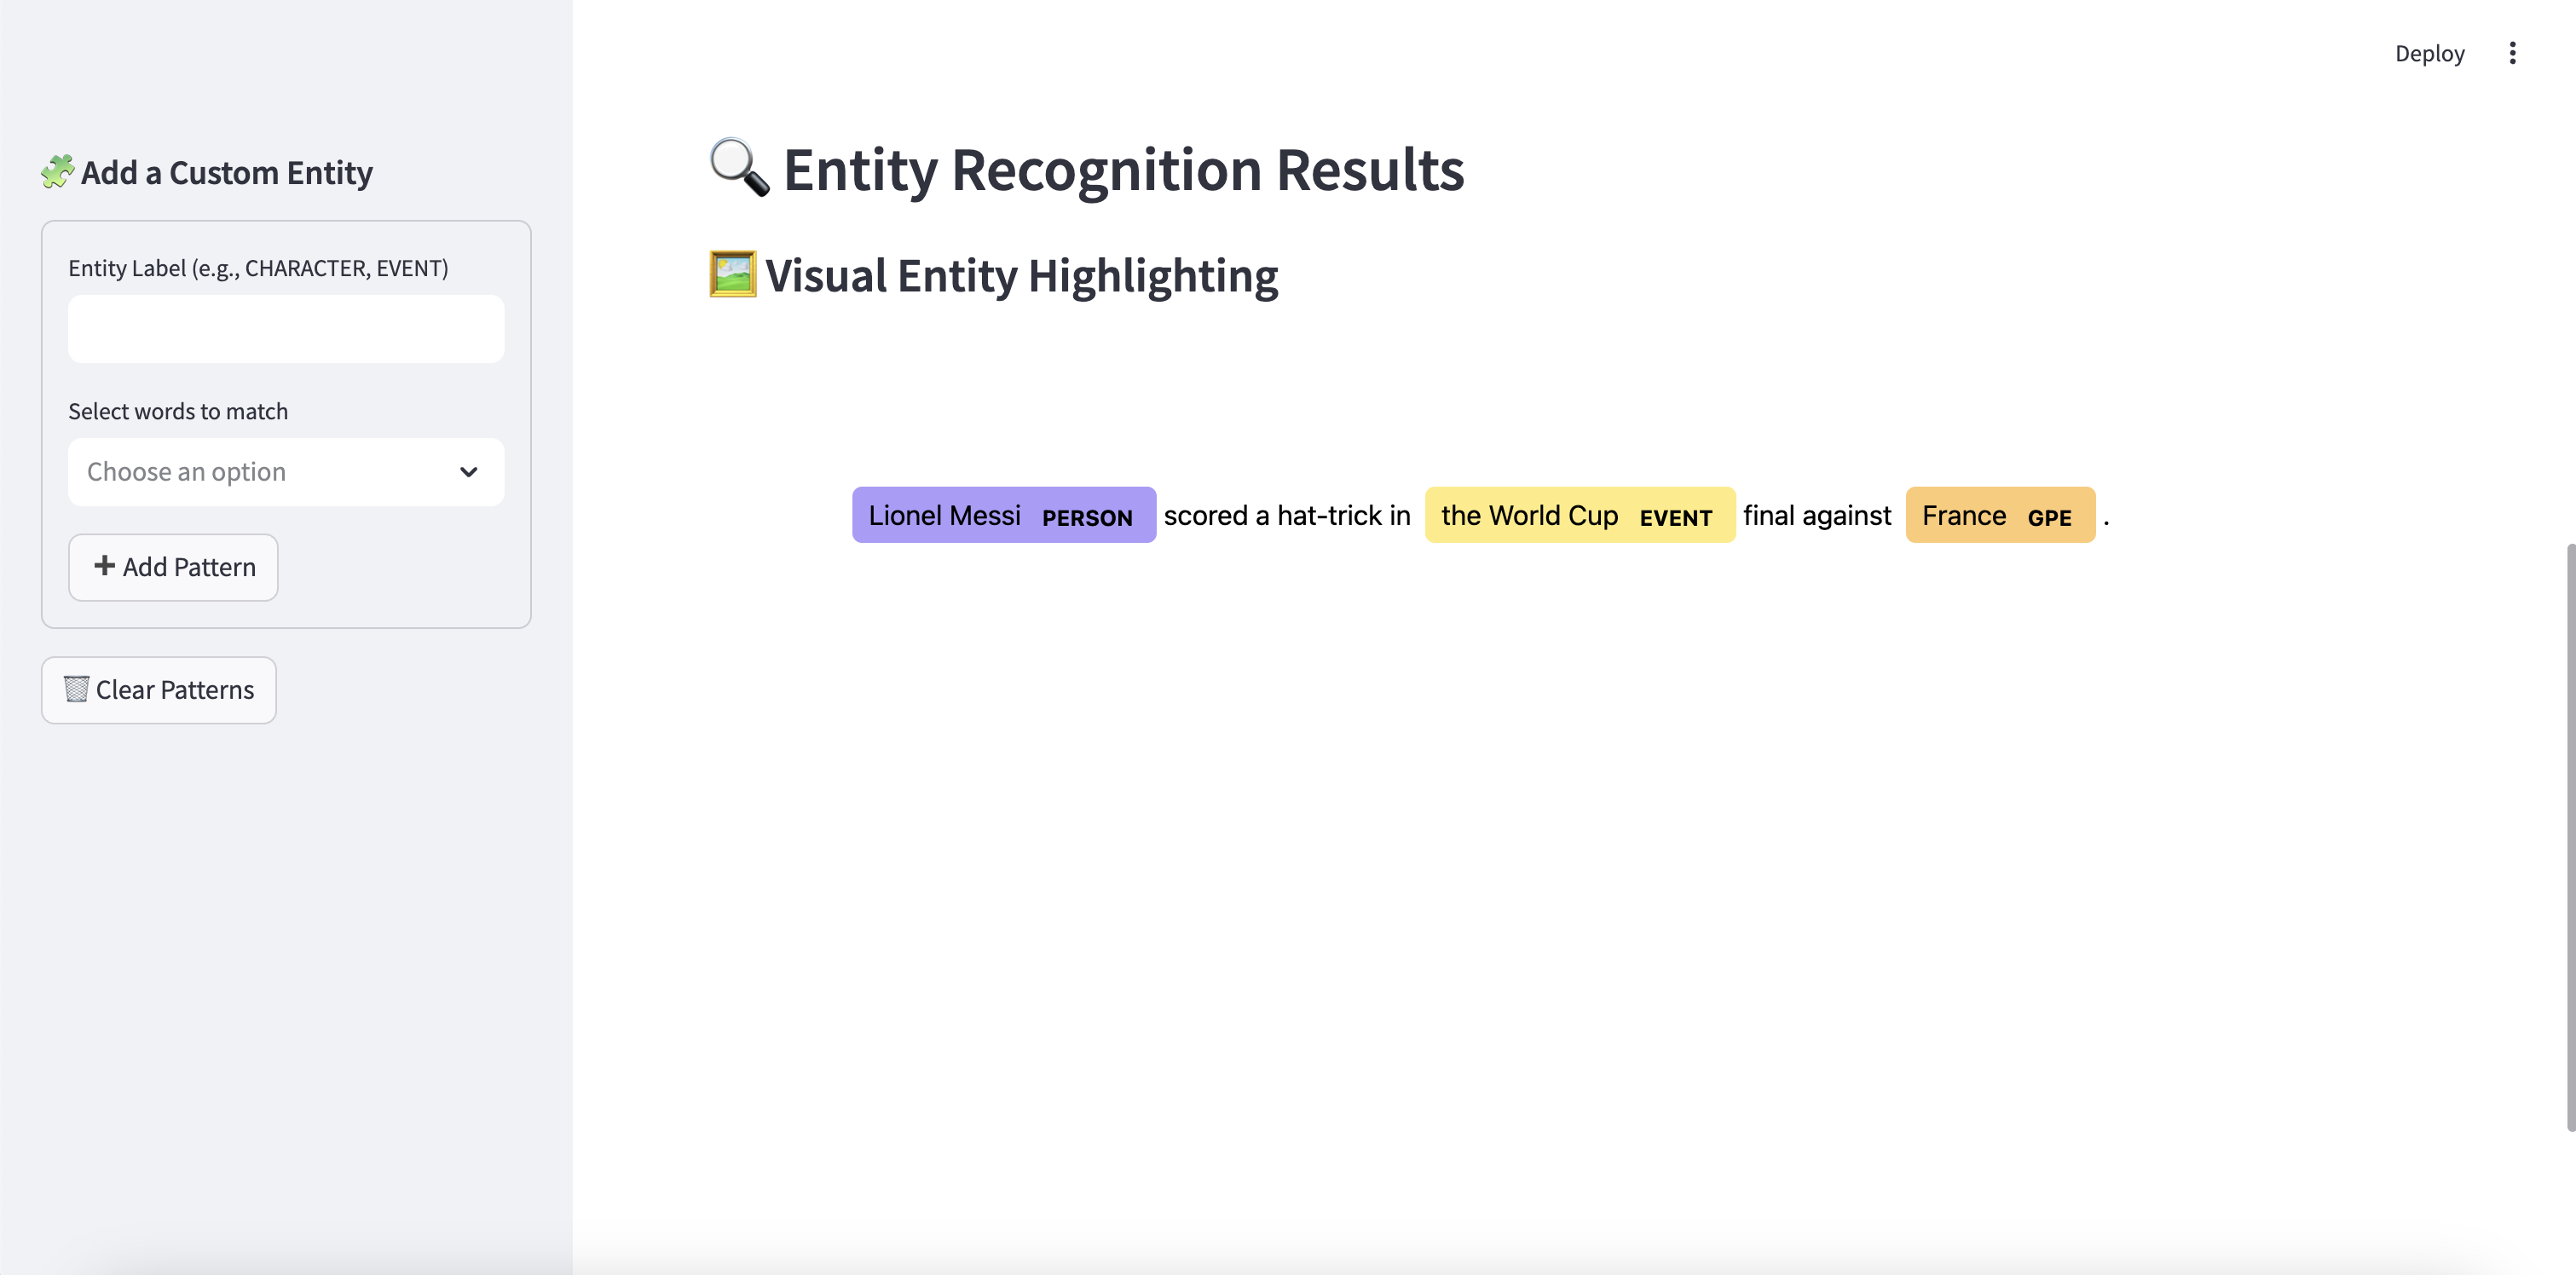 Deploy
Add a Custom Entity
Entity Label (e.g., CHARACTER, EVENT)
Select words to match
Choose an option
Add Pattern
Clear Patterns
Entity Recognition Results
Visual Entity Highlighting
Lionel Messi PERSON scored a hat-trick in the World Cup EVENT final against France GPE .